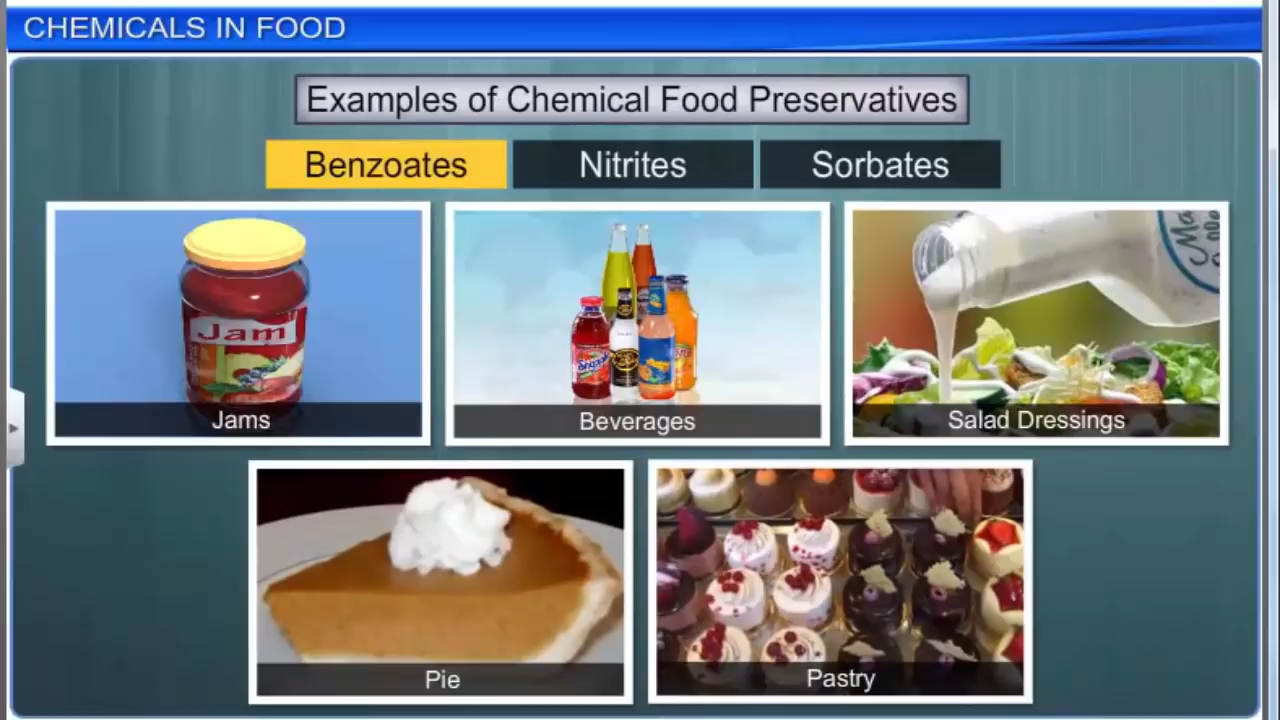 CHEMICALS IN FOOD
Examples of Chemical Food Preservatives
Benzoates
Nitrites
Sorbates
Jam
Jams
Beverages
Salad Dressings
Pie
Pastry